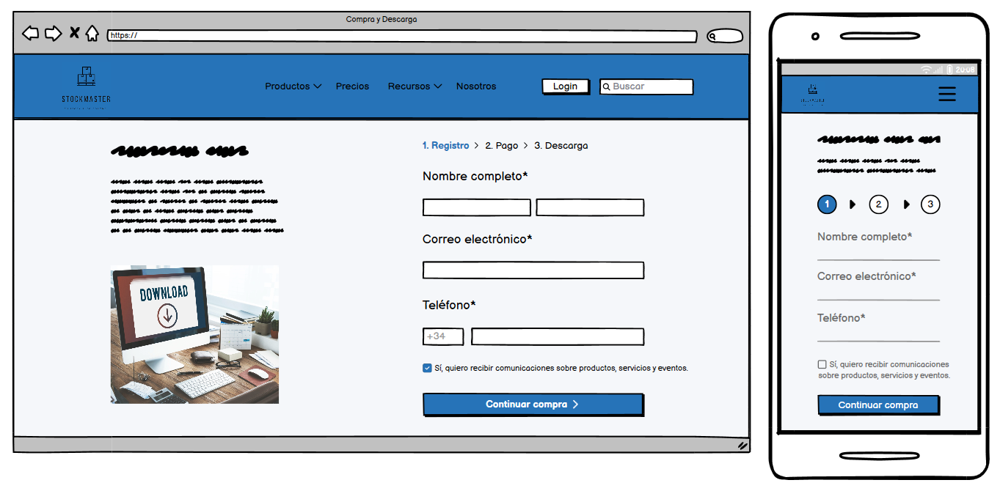 Compra y Descarga
https://
STOCKMASTER
Productos
Precios
Recursos
Nosotros
Login
Buscar
1. Registro > 2. Pago > 3. Descarga
Nombre completo*
Correo electrónico*
Teléfono*
+34
Sí, quiero recibir comunicaciones sobre productos, servicios y eventos.
Continuar compra >
DOWNLOAD
20:08
STOCKMASTER
1
2
3
Nombre completo*
Correo electrónico*
Teléfono*
Sí, quiero recibir comunicaciones
sobre productos, servicios y eventos.
Continuar compra